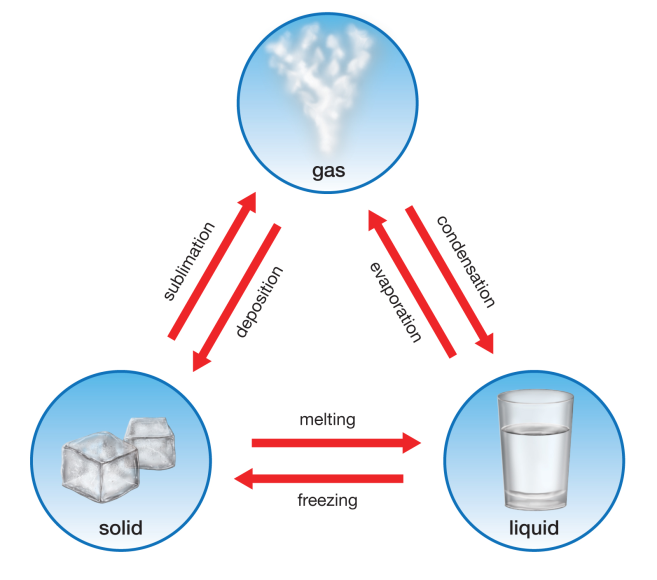 gas
sublimation
deposition
evaporation
condensation
melting
freezing
solid
liquid